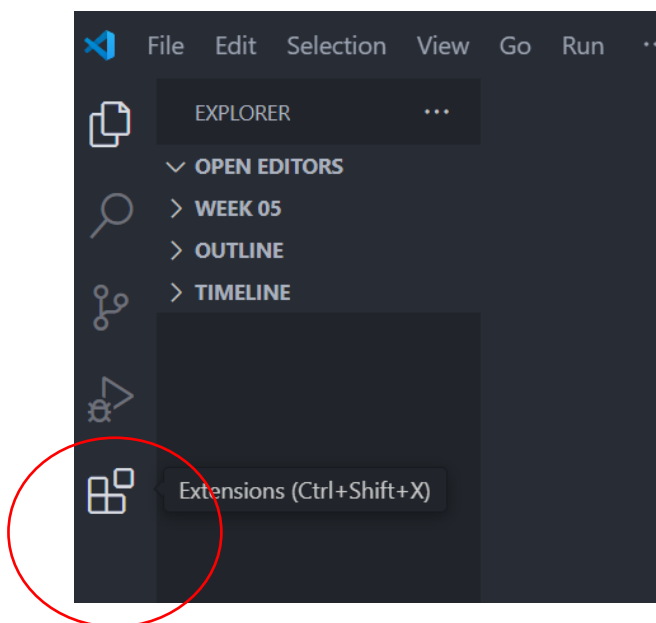 File Edit Selection View Go Run ...
EXPLORER ...
OPEN EDITORS
WEEK 05
OUTLINE
TIMELINE
Extensions (Ctrl+Shift+X)